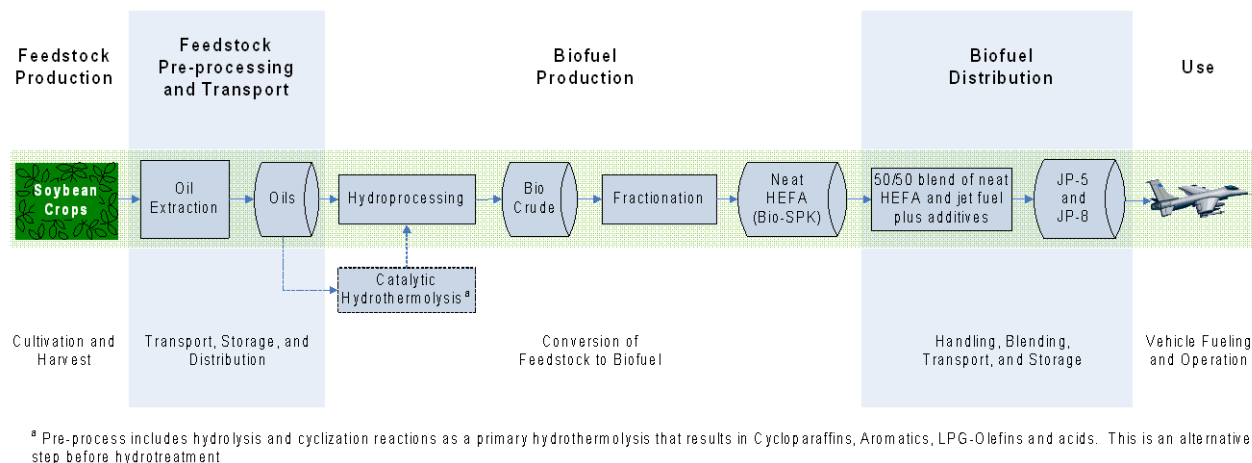 Feedstock
Production
Feedstock
Pre-processing
and Transport
Biofuel
Production
Biofuel
Distribution
Use
Soybean
Crops
Oil
Extraction
Oils
Hydroprocessing
Bio
Crude
Fractionation
Neat
HEFA
(Bio-SPK)
50/50 blend of neat
HEFA and jet fuel
plus additives
JP-5
and
JP-8
Catalytic
Hydrothermolysis a
Cultivation and
Harvest
Transport, Storage, and
Distribution
Conversion of
Feedstock to Biofuel
Handling, Blending,
Transport, and Storage
Vehicle Fueling
and Operation
a Pre-process includes hydrolysis and cyclization reactions as a primary hydrothermolysis that results in Cycloparaffins, Aromatics, LPG-Olefins and acids. This is an alternative
step before hydrotreatment